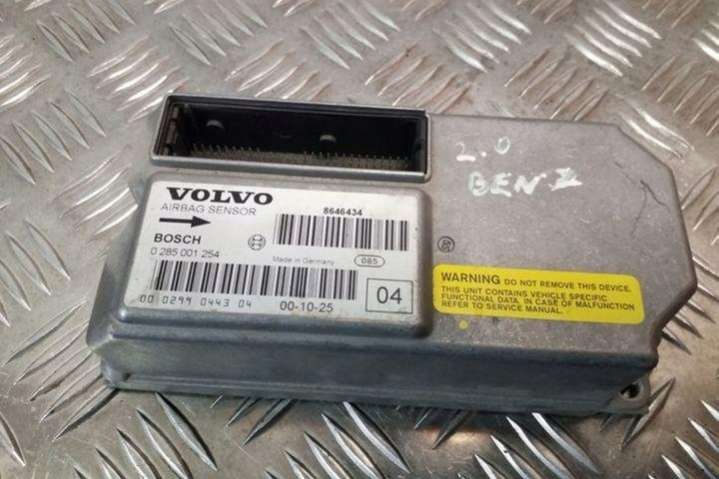 2.0
BENZ
VOLVO
AIRBAG SENSOR
8646434
BOSCH
0 285 001 254
Made in Germany
085
00 0299 0443 04
00-10-25
04
WARNING DO NOT REMOVE THIS DEVICE.
THIS UNIT CONTAINS VEHICLE SPECIFIC
FUNCTIONAL DATA, IN CASE OF MALFUNCTION
REFER TO SERVICE MANUAL.